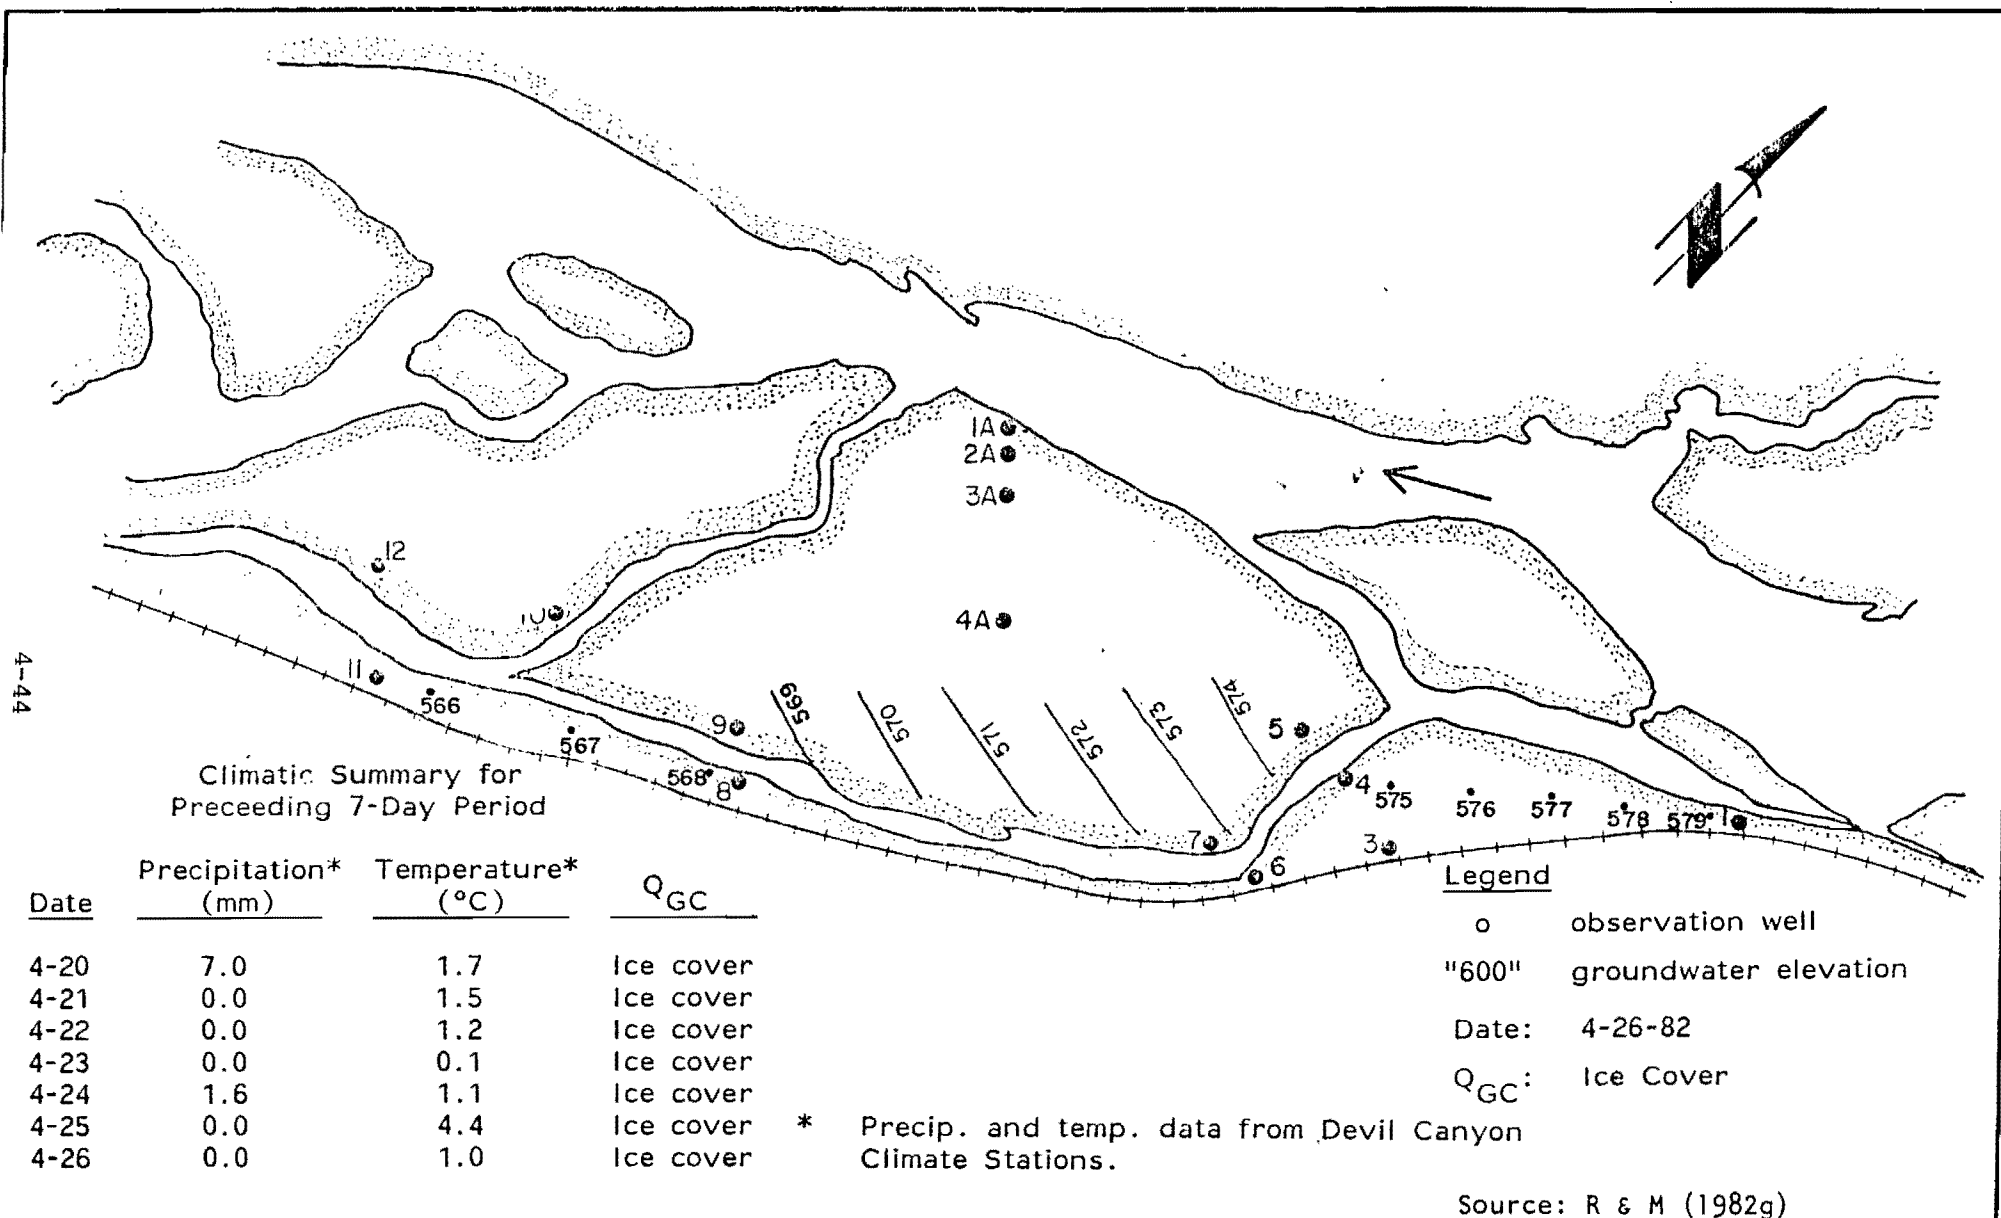 1A
2A
3A
12
10
4A
11
566
567
9
569
570
571
572
573
574
5
568
8
4
575
576
577
578
579
1
7
3
6
4-44
Climatic Summary for
Preceeding 7-Day Period
Date Precipitation* (mm) Temperature* (°C) QGC
4-20 7.0 1.7 Ice cover
4-21 0.0 1.5 Ice cover
4-22 0.0 1.2 Ice cover
4-23 0.0 0.1 Ice cover
4-24 1.6 1.1 Ice cover
4-25 0.0 4.4 Ice cover
4-26 0.0 1.0 Ice cover
* Precip. and temp. data from Devil Canyon
Climate Stations.
Legend
o observation well
"600" groundwater elevation
Date: 4-26-82
QGC: Ice Cover
Source: R & M (1982g)